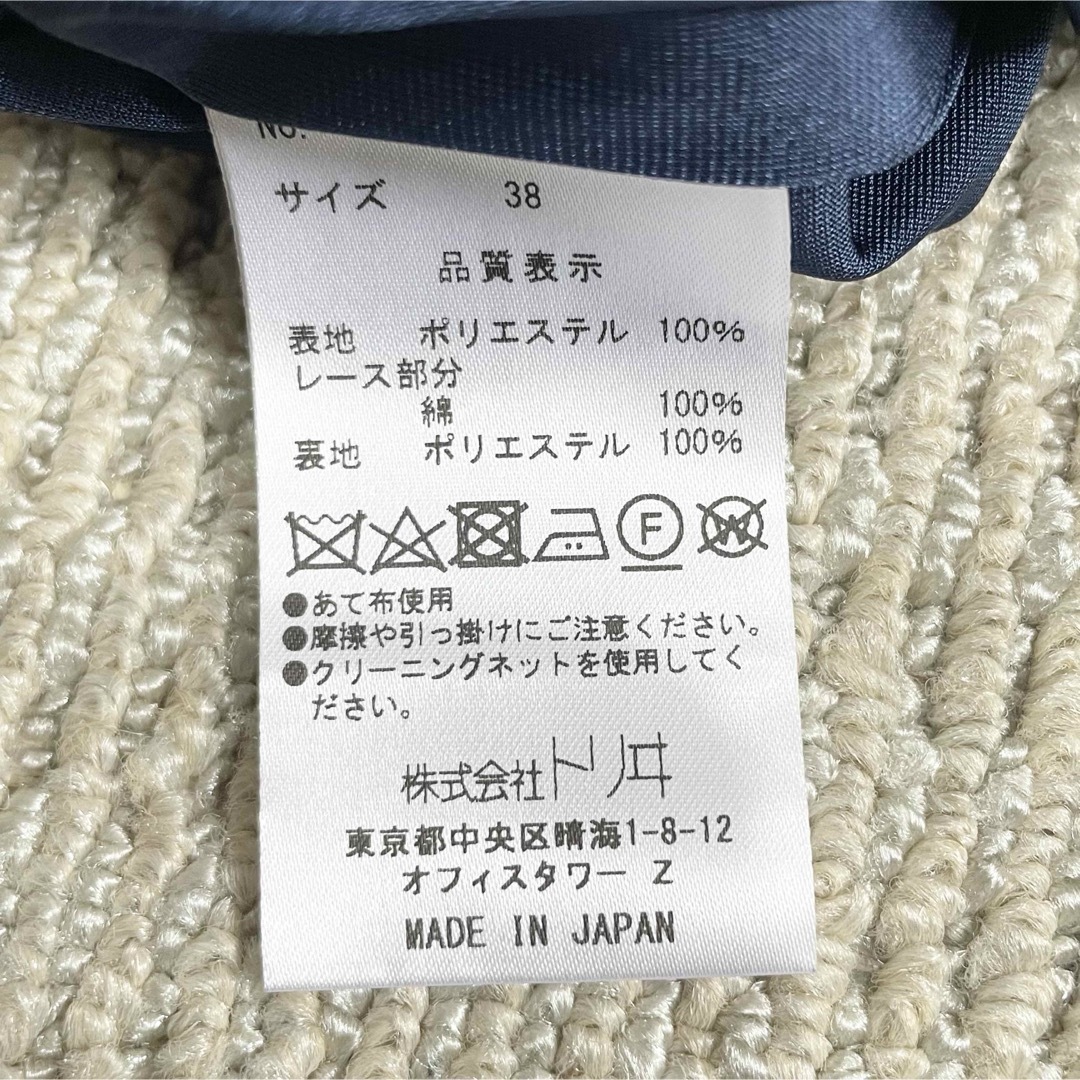 No.
サイズ 38
品質表示
表地 ポリエステル 100%
レース部分
綿 100%
裏地 ポリエステル 100%
F W
●あて布使用
●摩擦や引っ掛けにご注意ください。
●クリーニングネットを使用してく
ださい。
株式会社トリヰ
東京都中央区晴海1-8-12
オフィスタワー Z
MADE IN JAPAN